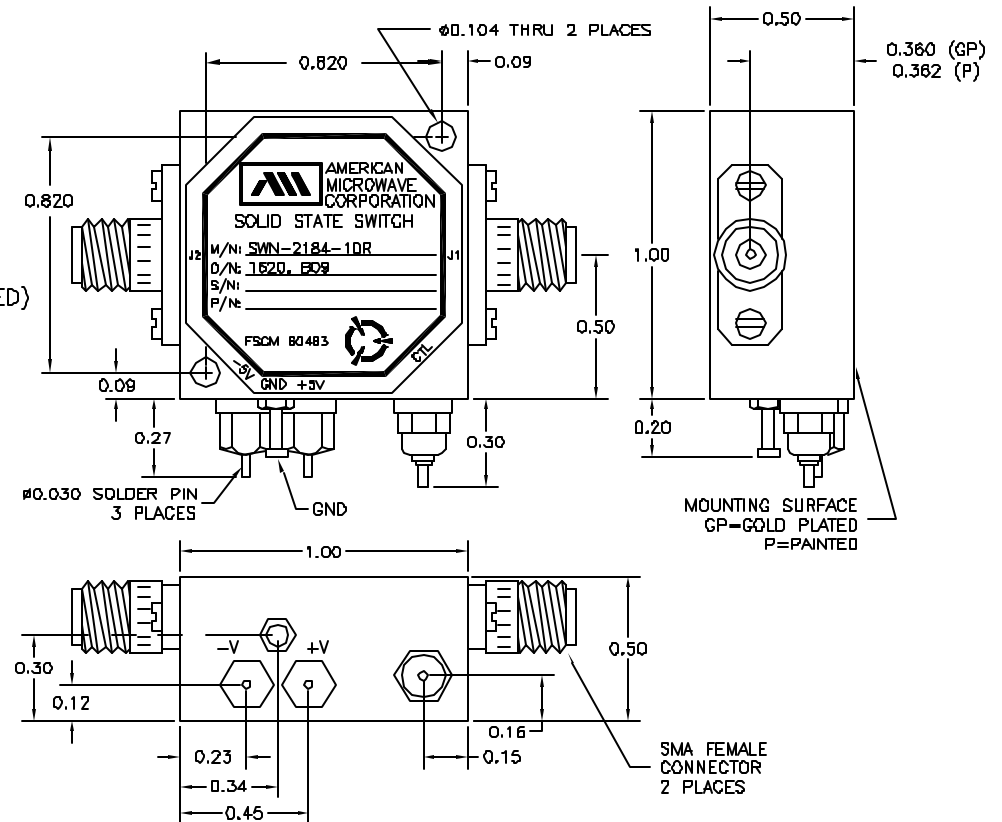 ø0.104 THRU 2 PLACES
0.820
0.09
0.50
0.360 (GP)
0.362 (P)
0.820
AMERICAN
MICROWAVE
CORPORATION
SOLID STATE SWITCH
J2
J1
M/N: SWN-2184-1DR
D/N: 1620, B09
S/N:
P/N:
FSCM 60483
-5V GND +5V
CTL
ED)
0.09
0.50
1.00
0.27
0.30
0.20
ø0.030 SOLDER PIN
3 PLACES
GND
MOUNTING SURFACE
GP=GOLD PLATED
P=PAINTED
1.00
-V
+V
0.30
0.12
0.50
0.16
0.23
0.15
0.34
0.45
SMA FEMALE
CONNECTOR
2 PLACES